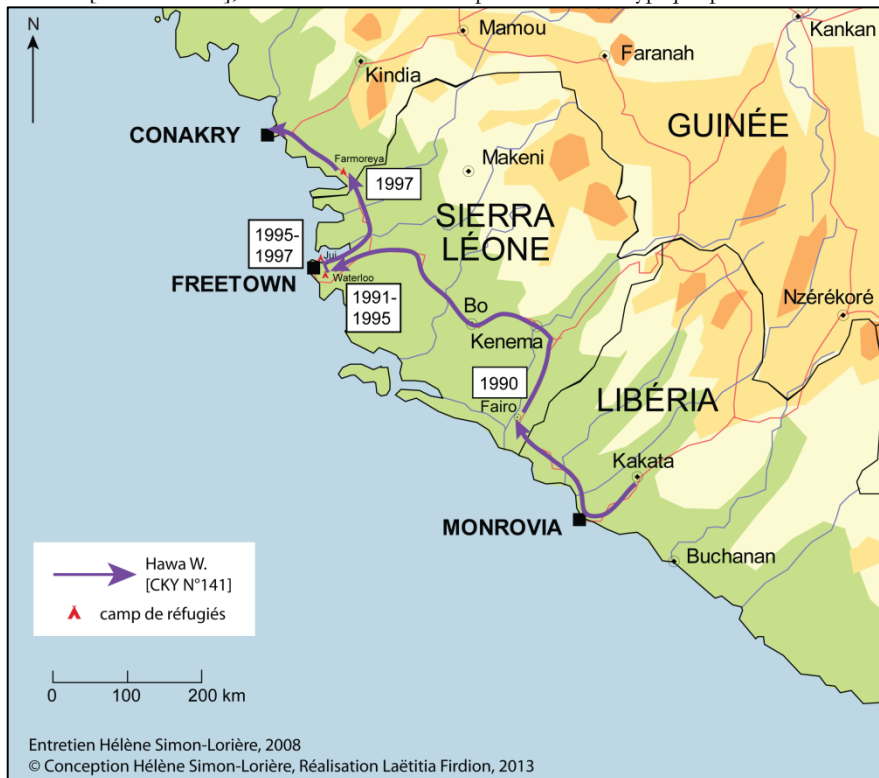 N
Mamou
Kankan
Faranah
Kindia
GUINÉE
CONAKRY
Farmoreya
Makeni
1997
SIERRA
LÉONE
1995-
1997
Jui
FREETOWN
Waterloo
Nzérékoré
1991-
1995
Bo
Kenema
1990
LIBÉRIA
Fairo
Kakata
MONROVIA
Buchanan
Hawa W.
[CKY N°141]
camp de réfugiés
0 100 200 km
Entretien Hélène Simon-Lorière, 2008
© Conception Hélène Simon-Lorière, Réalisation Laëtitia Firdion, 2013